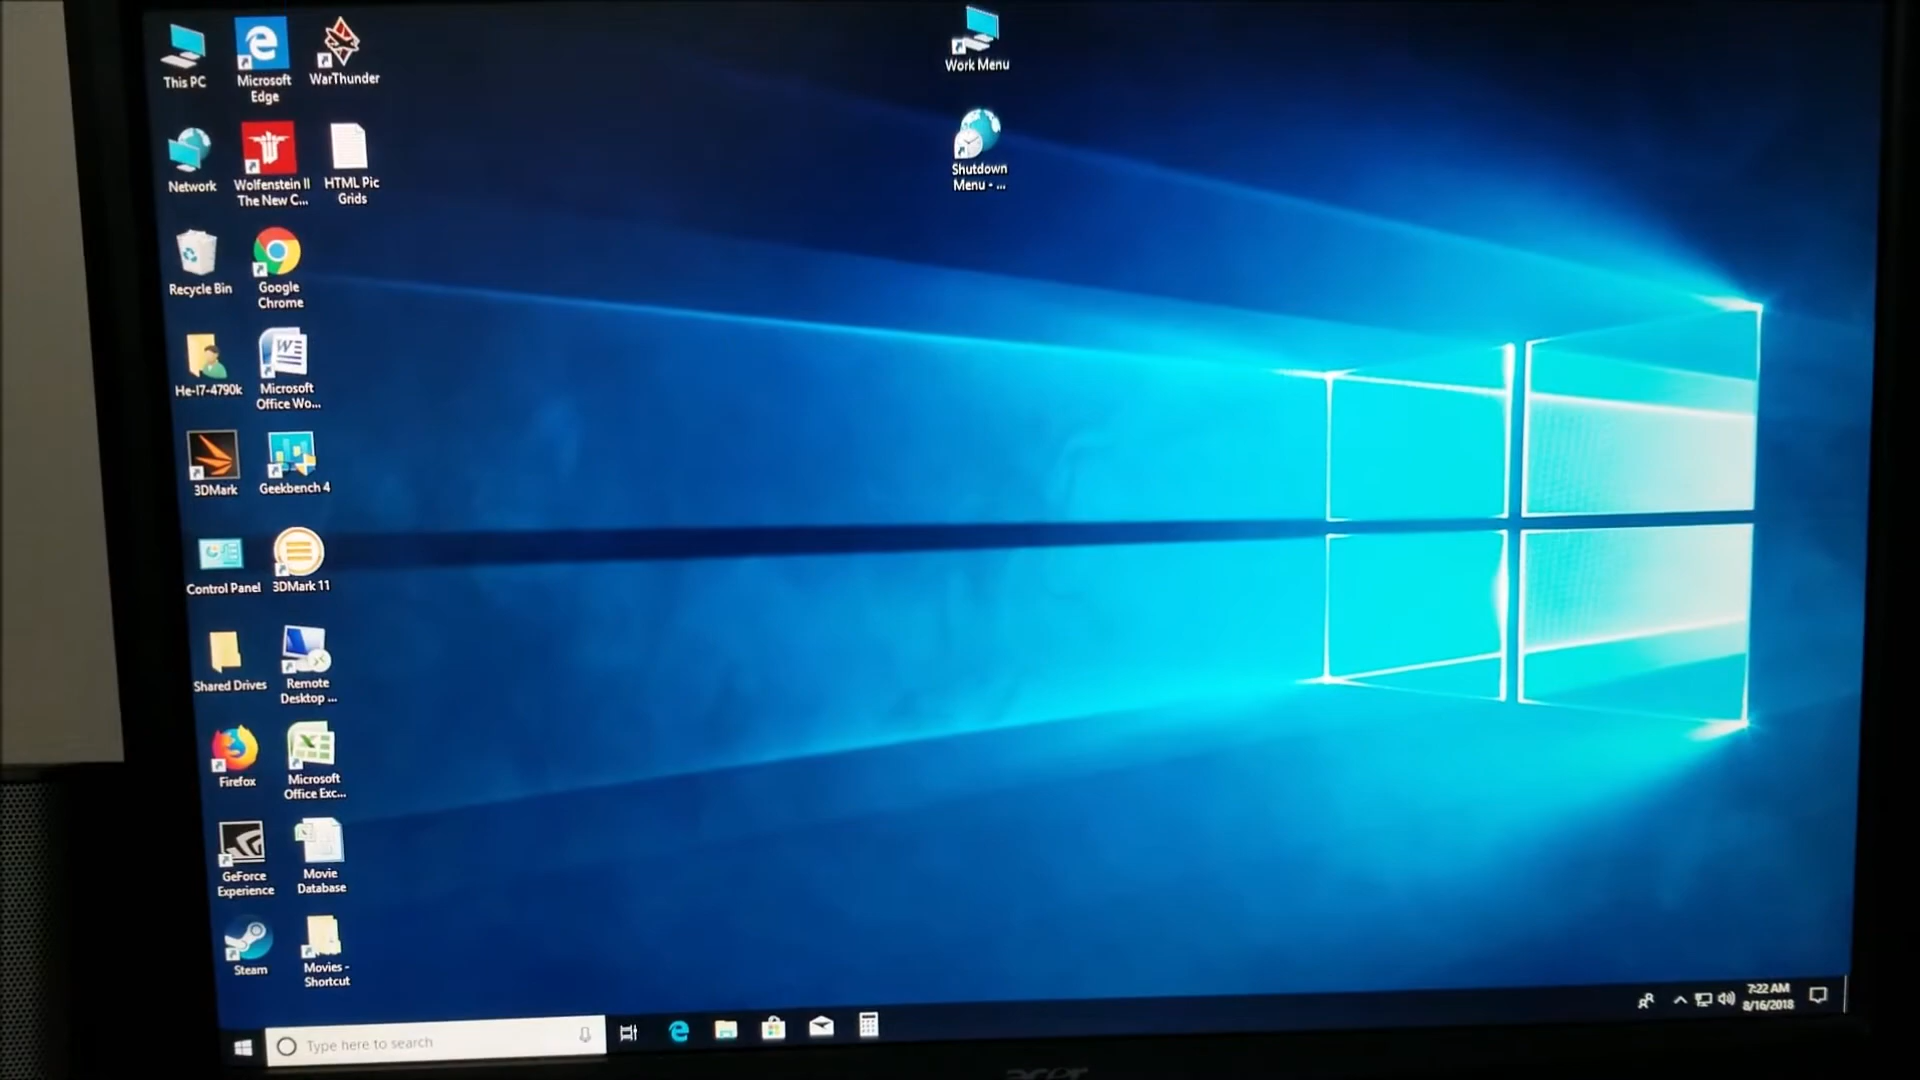 This PC
Microsoft
Edge
WarThunder
Work Menu
Network
Wolfenstein II
The New C...
HTML Pic
Grids
Shutdown
Menu - ...
Recycle Bin
Google
Chrome
He-I7-4790k
Microsoft
Office Wo...
3DMark
Geekbench 4
Control Panel
3DMark 11
Shared Drives
Remote
Desktop ...
Firefox
Microsoft
Office Exc...
GeForce
Experience
Movie
Database
Steam
Movies -
Shortcut
Type here to search
7:22 AM
8/16/2018
acer